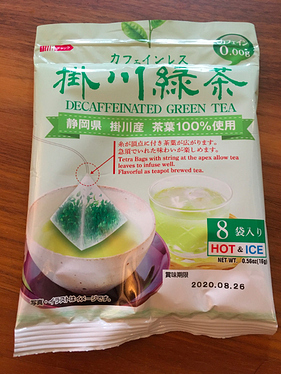 カフェインレス
カフェイン
0.00g
掛川緑茶
DECAFFEINATED GREEN TEA
静岡県 掛川産 茶葉100%使用
糸が頂点に付き茶葉が広がります。
急須でいれた味わいが楽しめます。
Tetra Bags with string at the apex allow tea
leaves to infuse well.
Flavorful as teapot brewed tea.
8袋入り
HOT & ICE
NET WT. 0.56oz(16g)
賞味期限
2020.08.26
写真・イラストはイメージです。